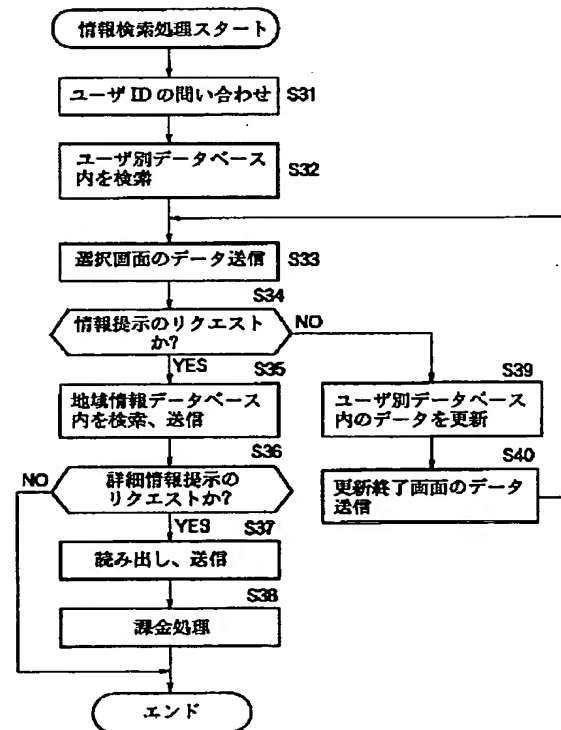 情報検索処理スタート
ユーザIDの問い合わせ
S31
ユーザ別データベース
内を検索
S32
選択画面のデータ送信
S33
S34
情報提示のリクエスト
か?
NO
YES
S35
地域情報データベース
内を検索、送信
S39
ユーザ別データベース
内のデータを更新
S36
NO
詳細情報提示の
リクエストか?
S40
更新終了画面のデータ
送信
YES
S37
読み出し、送信
S38
課金処理
エンド